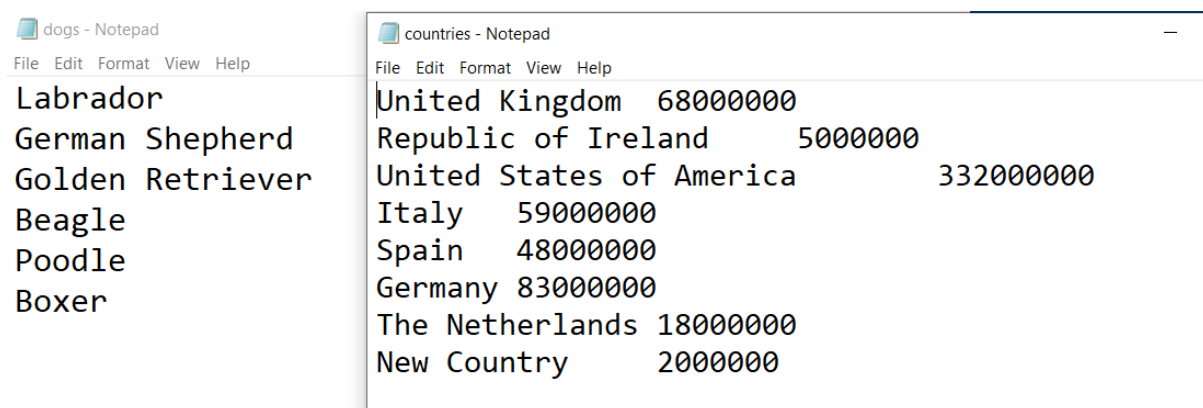 dogs - Notepad
File Edit Format View Help
Labrador
German Shepherd
Golden Retriever
Beagle
Poodle
Boxer
countries - Notepad
File Edit Format View Help
United Kingdom 68000000
Republic of Ireland 5000000
United States of America 332000000
Italy 59000000
Spain 48000000
Germany 83000000
The Netherlands 18000000
New Country 2000000